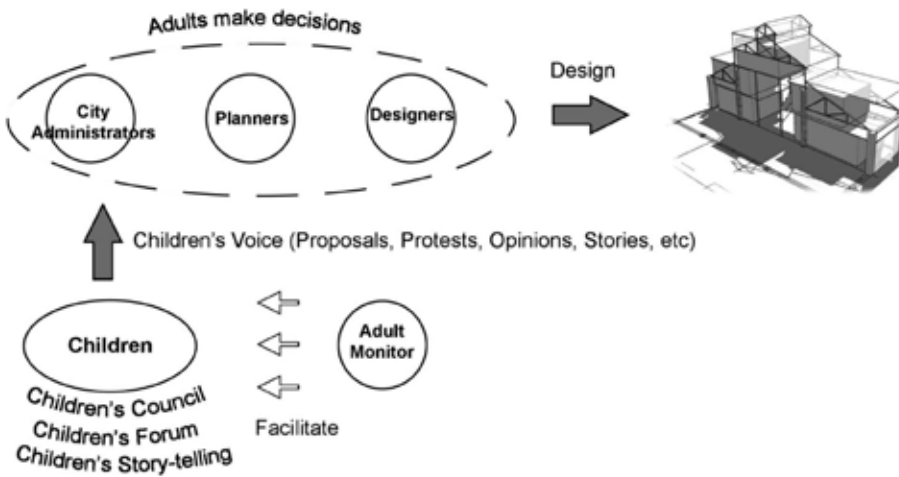 Adults make decisions
City
Administrators
Planners
Designers
Design
Children's Voice (Proposals, Protests, Opinions, Stories, etc)
Children
Adult
Monitor
Children's Council
Children's Forum
Children's Story-telling
Facilitate